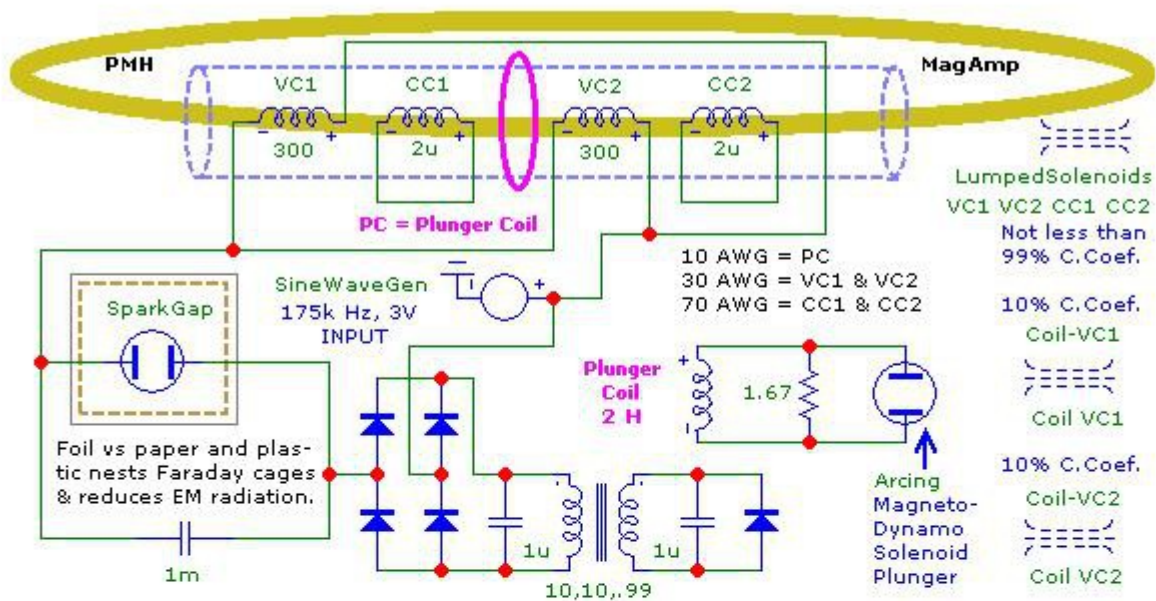 PMH
MagAmp
VC1
CC1
VC2
CC2
- +
- +
- +
- +
300
2u
300
2u
PC = Plunger Coil
LumpedSolenoids
VC1 VC2 CC1 CC2
Not less than
99% C.Coef.
10 AWG = PC
30 AWG = VC1 & VC2
70 AWG = CC1 & CC2
SineWaveGen
175k Hz, 3V
INPUT
- +
SparkGap
10% C.Coef.
Coil-VC1
Coil VC1
Plunger
Coil
2 H
+
-
1.67
Foil vs paper and plas-
tic nests Faraday cages
& reduces EM radiation.
10% C.Coef.
Coil-VC2
Coil VC2
Arcing
Magneto-
Dynamo
Solenoid
Plunger
1m
1u
1u
10,10,.99